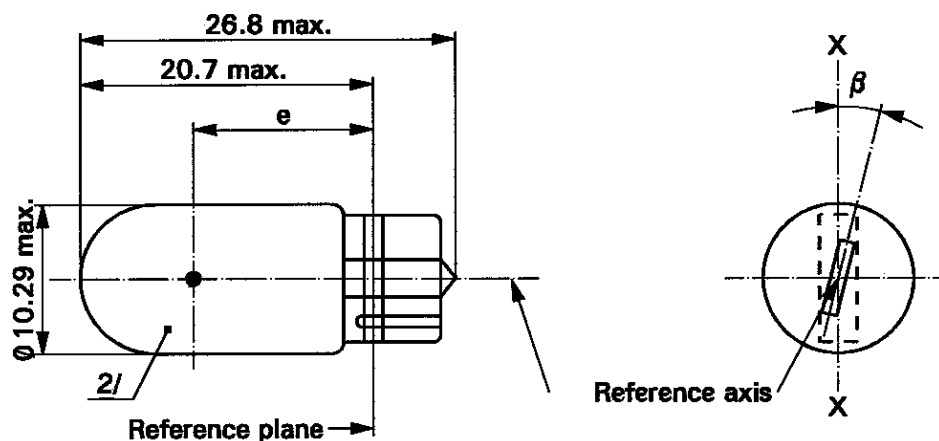 26.8 max.
20.7 max.
e
Ø 10.29 max.
2/
Reference plane
X
β
Reference axis
X